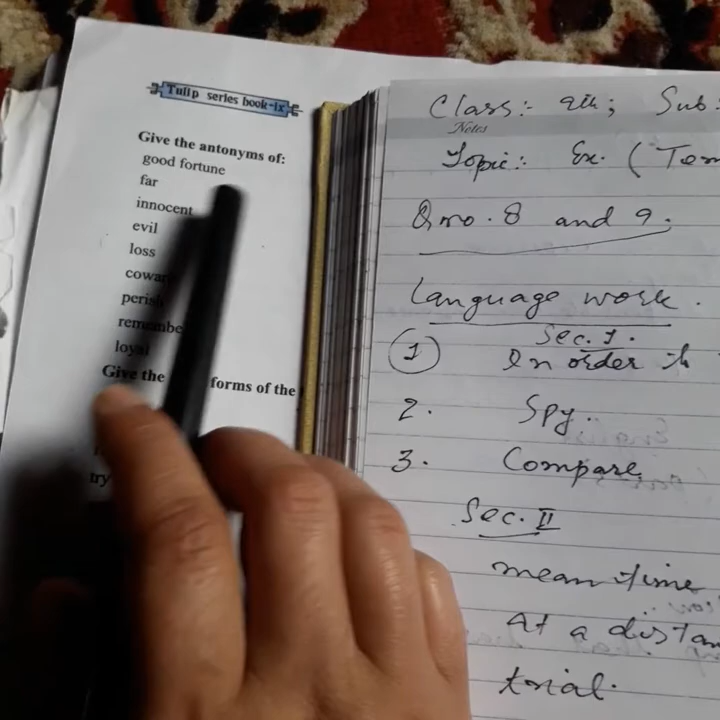 Tulip series book-ix
Give the antonyms of:
good fortune
far
innocent
evil
loss
remembe
loyal
Give the forms of the
try
Class:- 9th; Sub:
Notes
Topic:- Ex. (Tom
Q no. 8 and 9.
Language work.
Sec. I.
1 In order
2. Spy.
3. Compare
Sec. II
mean time
At a distan
trial.